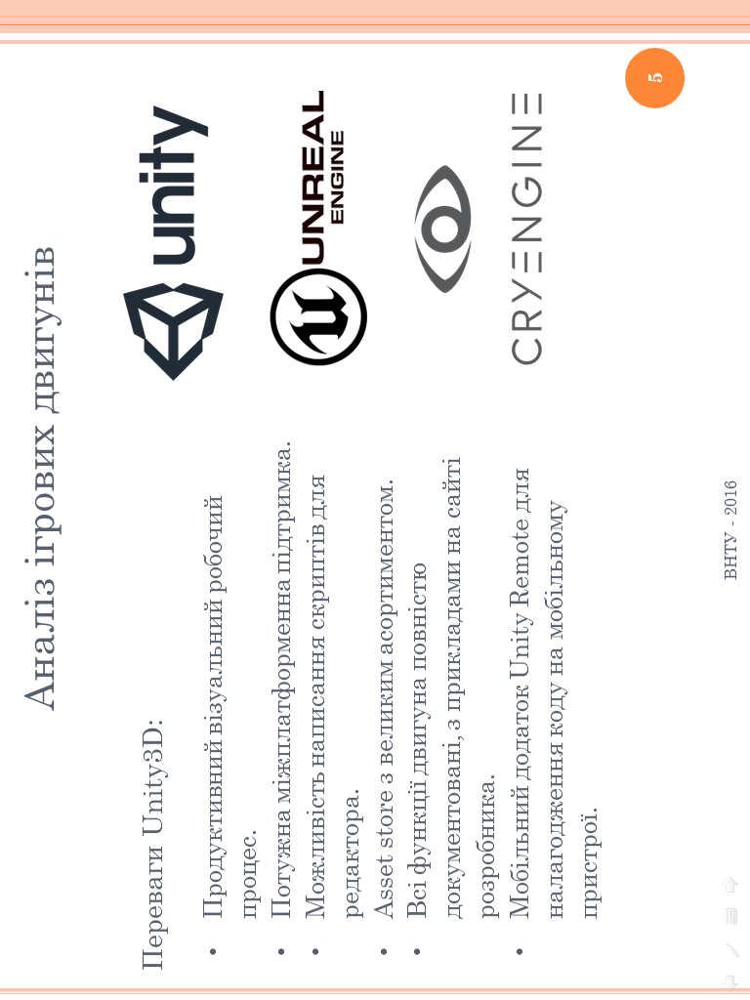 Аналіз ігрових двигунів
Переваги Unity3D:
• Продуктивний візуальний робочий
процес.
• Потужна міжплатформенна підтримка.
• Можливість написання скриптів для
редактора.
• Asset store з великим асортиментом.
• Всі функції двигуна повністю
документовані, з прикладами на сайті
розробника.
• Мобільний додаток Unity Remote для
налагодження коду на мобільному
пристрої.
unity
UNREAL
ENGINE
CRYENGINE
5
ВНТУ - 2016